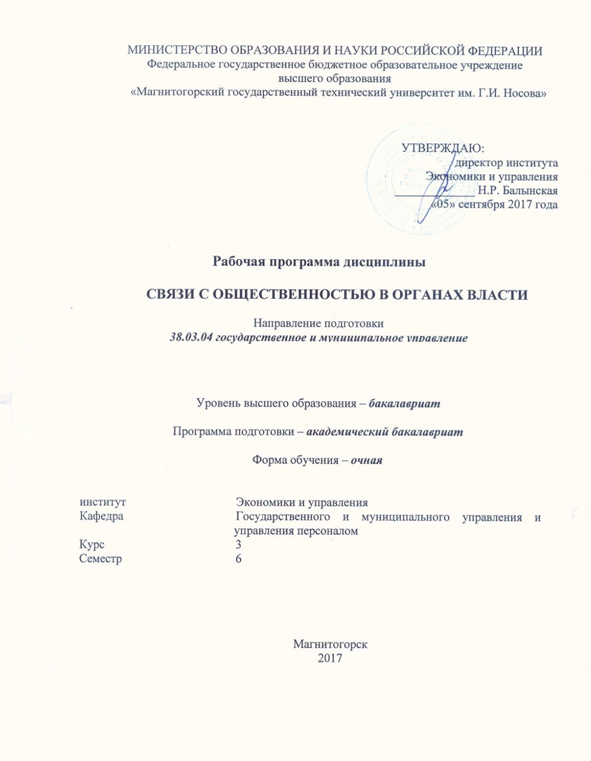 МИНИСТЕРСТВО ОБРАЗОВАНИЯ И НАУКИ РОССИЙСКОЙ ФЕДЕРАЦИИ
Федеральное государственное бюджетное образовательное учреждение
высшего образования
«Магнитогорский государственный технический университет им. Г.И. Носова»
УТВЕРЖДАЮ:
директор института
Экономики и управления
Н.Р. Балынская
«05» сентября 2017 года
Рабочая программа дисциплины
СВЯЗИ С ОБЩЕСТВЕННОСТЬЮ В ОРГАНАХ ВЛАСТИ
Направление подготовки
38.03.04 государственное и муниципальное управление
Уровень высшего образования – бакалавриат
Программа подготовки – академический бакалавриат
Форма обучения – очная
институт Экономики и управления
Кафедра Государственного и муниципального управления и
управления персоналом
Курс 3
Семестр 6
Магнитогорск
2017